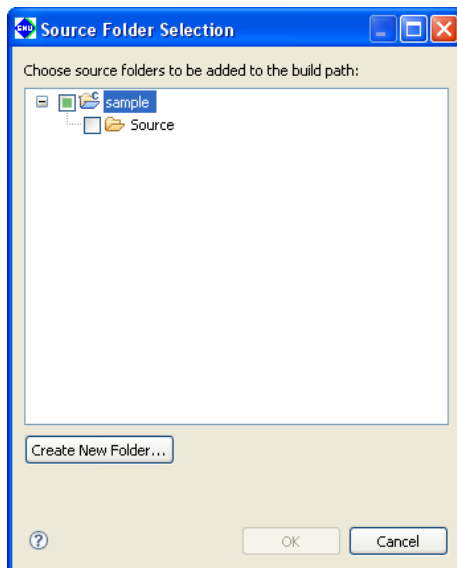 GNU Source Folder Selection
Choose source folders to be added to the build path:
sample
Source
Create New Folder...
?
OK
Cancel